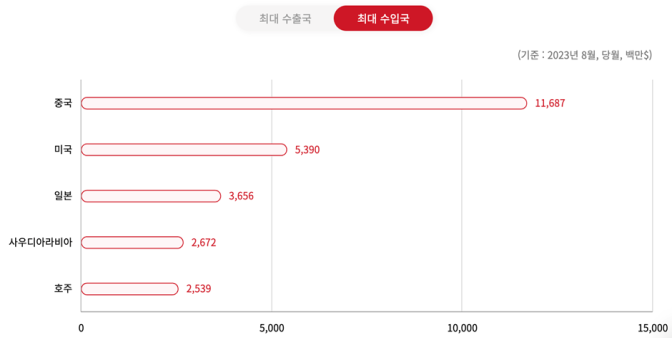 최대 수출국
최대 수입국
(기준 : 2023년 8월, 당월, 백만$)
중국 11,687
미국 5,390
일본 3,656
사우디아라비아 2,672
호주 2,539
0 5,000 10,000 15,000